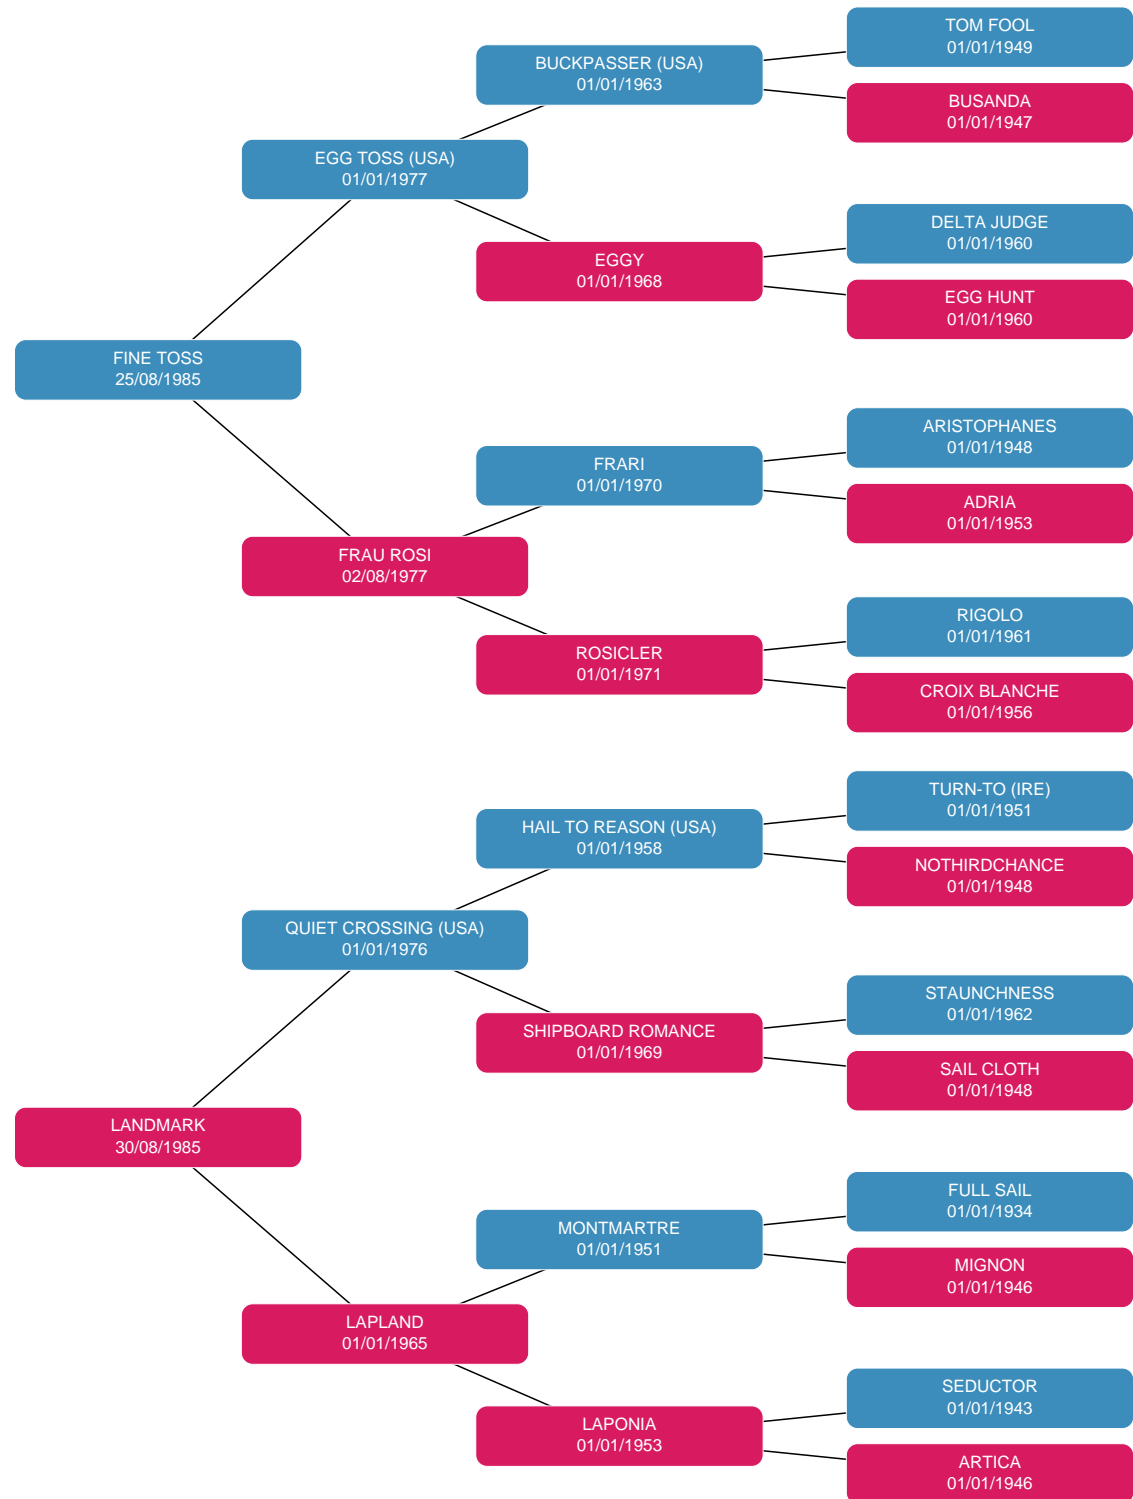 TOM FOOL
01/01/1949
BUCKPASSER (USA)
01/01/1963
BUSANDA
01/01/1947
EGG TOSS (USA)
01/01/1977
DELTA JUDGE
01/01/1960
EGGY
01/01/1968
EGG HUNT
01/01/1960
FINE TOSS
25/08/1985
ARISTOPHANES
01/01/1948
FRARI
01/01/1970
ADRIA
01/01/1953
FRAU ROSI
02/08/1977
RIGOLO
01/01/1961
ROSICLER
01/01/1971
CROIX BLANCHE
01/01/1956
TURN-TO (IRE)
01/01/1951
HAIL TO REASON (USA)
01/01/1958
NOTHIRDCHANCE
01/01/1948
QUIET CROSSING (USA)
01/01/1976
STAUNCHNESS
01/01/1962
SHIPBOARD ROMANCE
01/01/1969
SAIL CLOTH
01/01/1948
LANDMARK
30/08/1985
FULL SAIL
01/01/1934
MONTMARTRE
01/01/1951
MIGNON
01/01/1946
LAPLAND
01/01/1965
SEDUCTOR
01/01/1943
LAPONIA
01/01/1953
ARTICA
01/01/1946